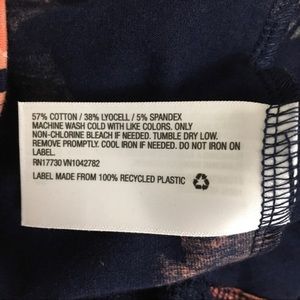 57% COTTON / 38% LYOCELL / 5% SPANDEX
MACHINE WASH COLD WITH LIKE COLORS. ONLY
NON-CHLORINE BLEACH IF NEEDED. TUMBLE DRY LOW.
REMOVE PROMPTLY. COOL IRON IF NEEDED. DO NOT IRON ON
LABEL.
RN17730 VN1042782
LABEL MADE FROM 100% RECYCLED PLASTIC